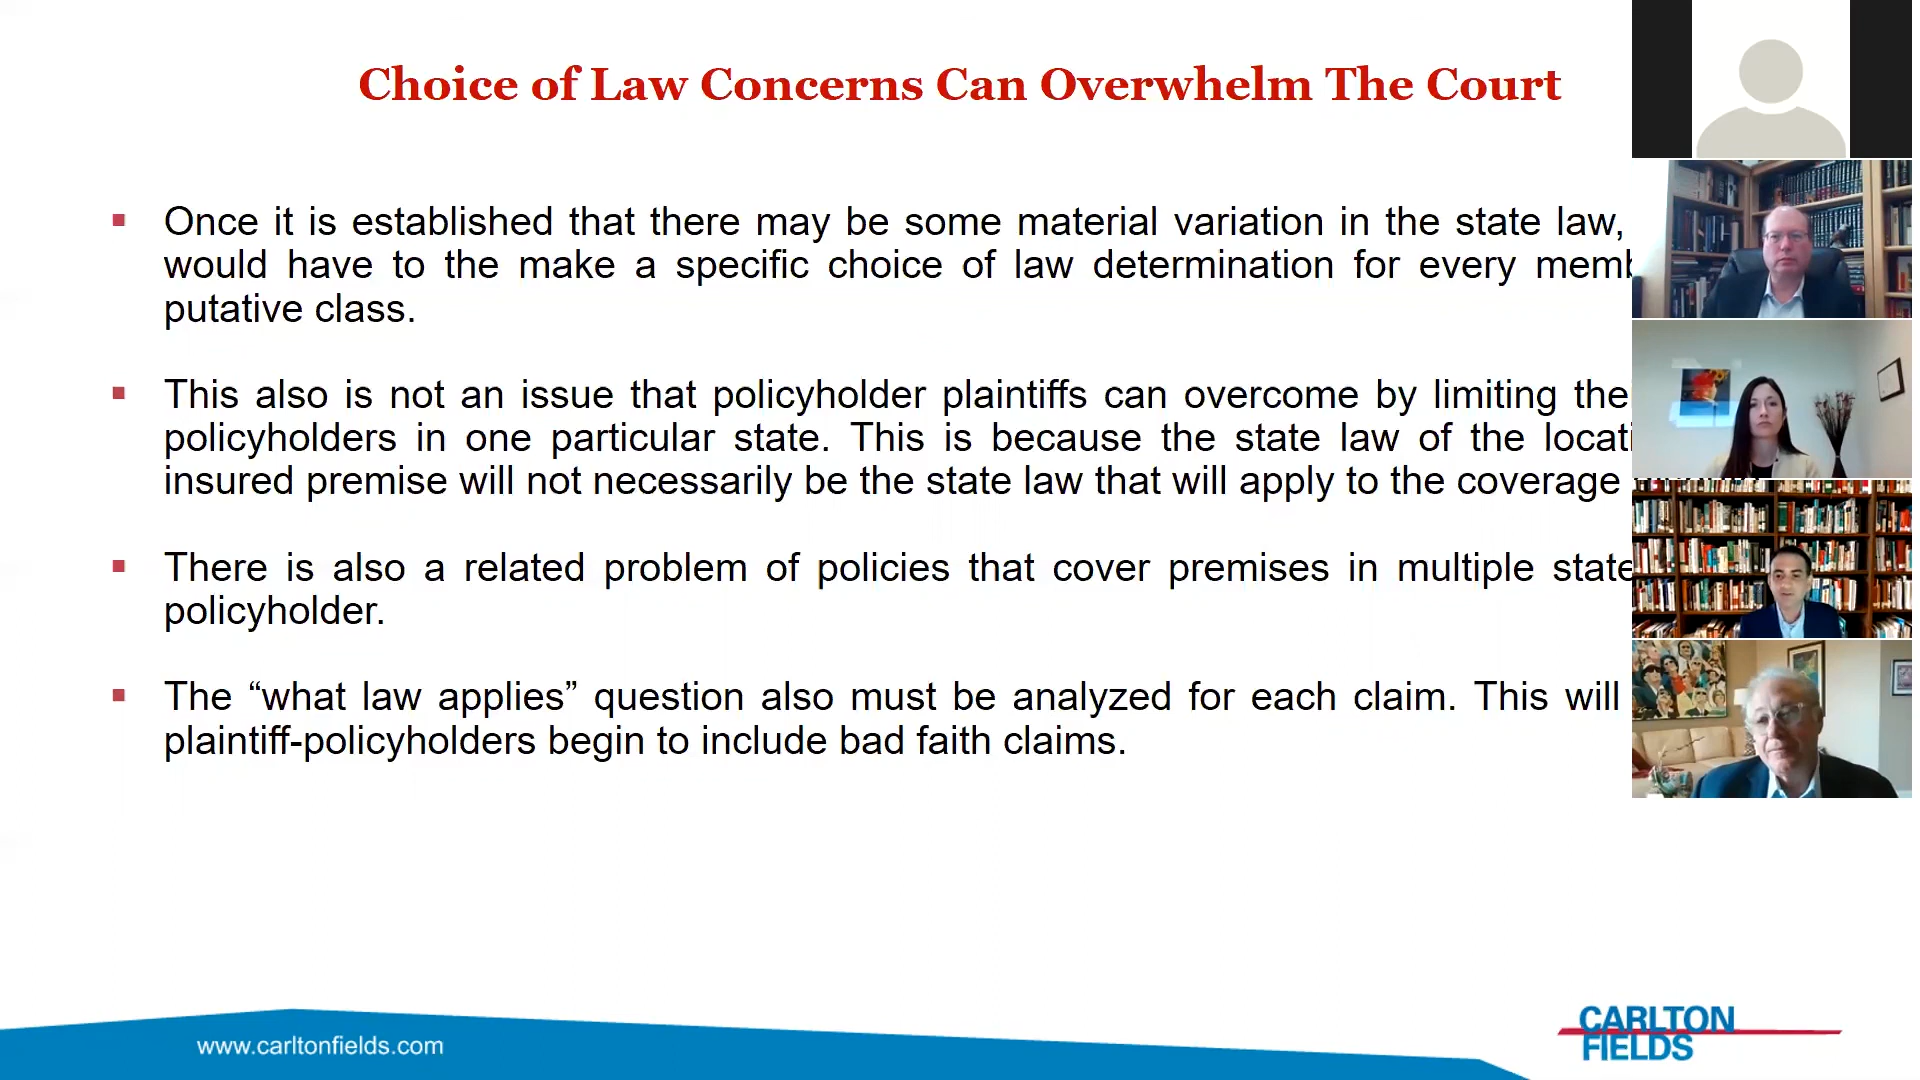 Choice of Law Concerns Can Overwhelm The Court
Once it is established that there may be some material variation in the state law,
would have to the make a specific choice of law determination for every
putative class.
This also is not an issue that policyholder plaintiffs can overcome by limiting
policyholders in one particular state. This is because the state law of the
insured premise will not necessarily be the state law that will apply to the coverage
There is also a related problem of policies that cover premises in multiple
policyholder.
The “what law applies” question also must be analyzed for each claim. This will
plaintiff-policyholders begin to include bad faith claims.
www.carltonfields.com
CARLTON
FIELDS